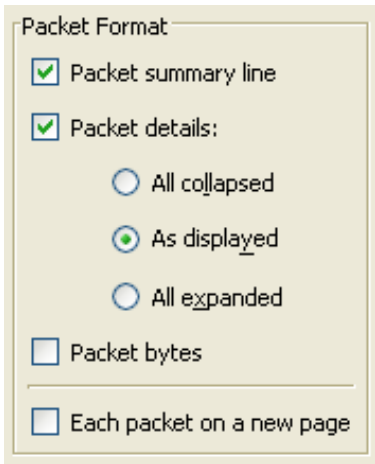 Packet Format
Packet summary line
Packet details:
All collapsed
As displayed
All expanded
Packet bytes
Each packet on a new page